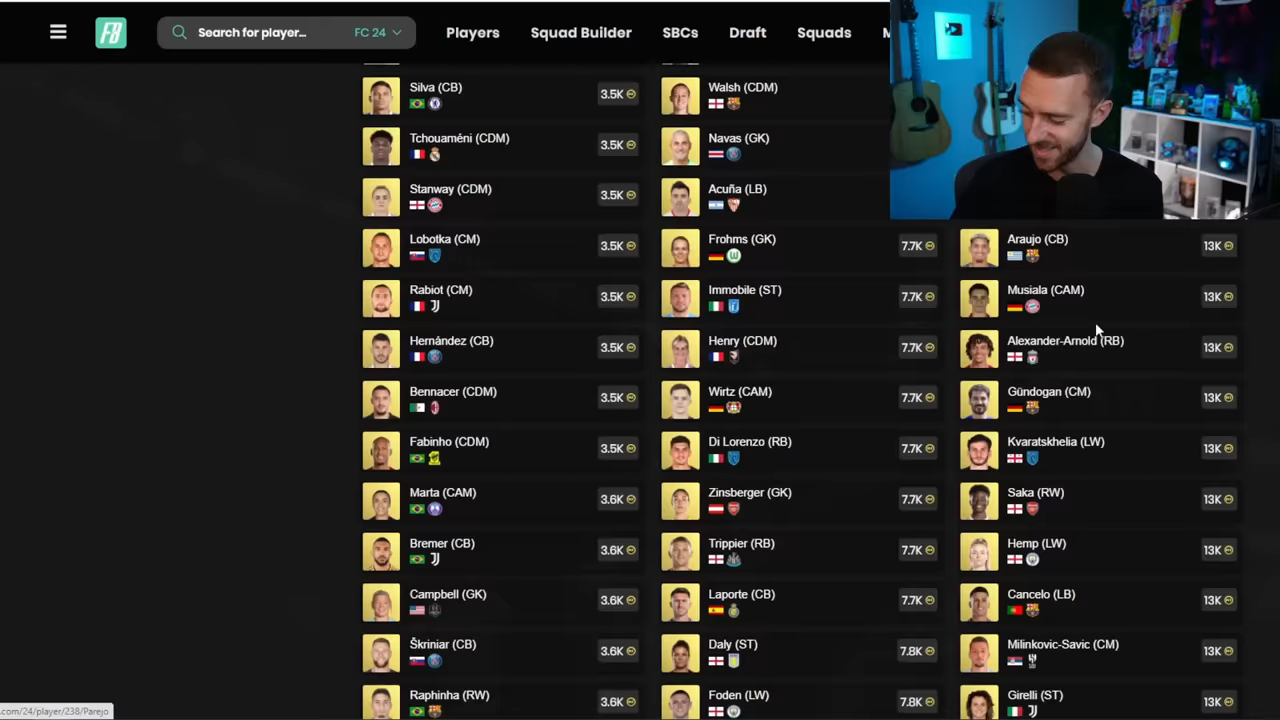 FB
Search for player...
FC 24
Players
Squad Builder
SBCs
Draft
Squads
Silva (CB)
3.5K
Tchouaméni (CDM)
3.5K
Stanway (CDM)
3.5K
Lobotka (CM)
3.5K
Rabiot (CM)
3.5K
Hernández (CB)
3.5K
Bennacer (CDM)
3.5K
Fabinho (CDM)
3.5K
Marta (CAM)
3.6K
Bremer (CB)
3.6K
Campbell (GK)
3.6K
Škriniar (CB)
3.6K
Raphinha (RW)
3.6K
Walsh (CDM)
Navas (GK)
Acuña (LB)
Frohms (GK)
7.7K
Immobile (ST)
7.7K
Henry (CDM)
7.7K
Wirtz (CAM)
7.7K
Di Lorenzo (RB)
7.7K
Zinsberger (GK)
7.7K
Trippier (RB)
7.7K
Laporte (CB)
7.7K
Daly (ST)
7.8K
Foden (LW)
7.8K
Araujo (CB)
13K
Musiala (CAM)
13K
Alexander-Arnold (RB)
13K
Gündogan (CM)
13K
Kvaratskhelia (LW)
13K
Saka (RW)
13K
Hemp (LW)
13K
Cancelo (LB)
13K
Milinkovic-Savic (CM)
13K
Girelli (ST)
13K
.com/24/player/238/Parejo